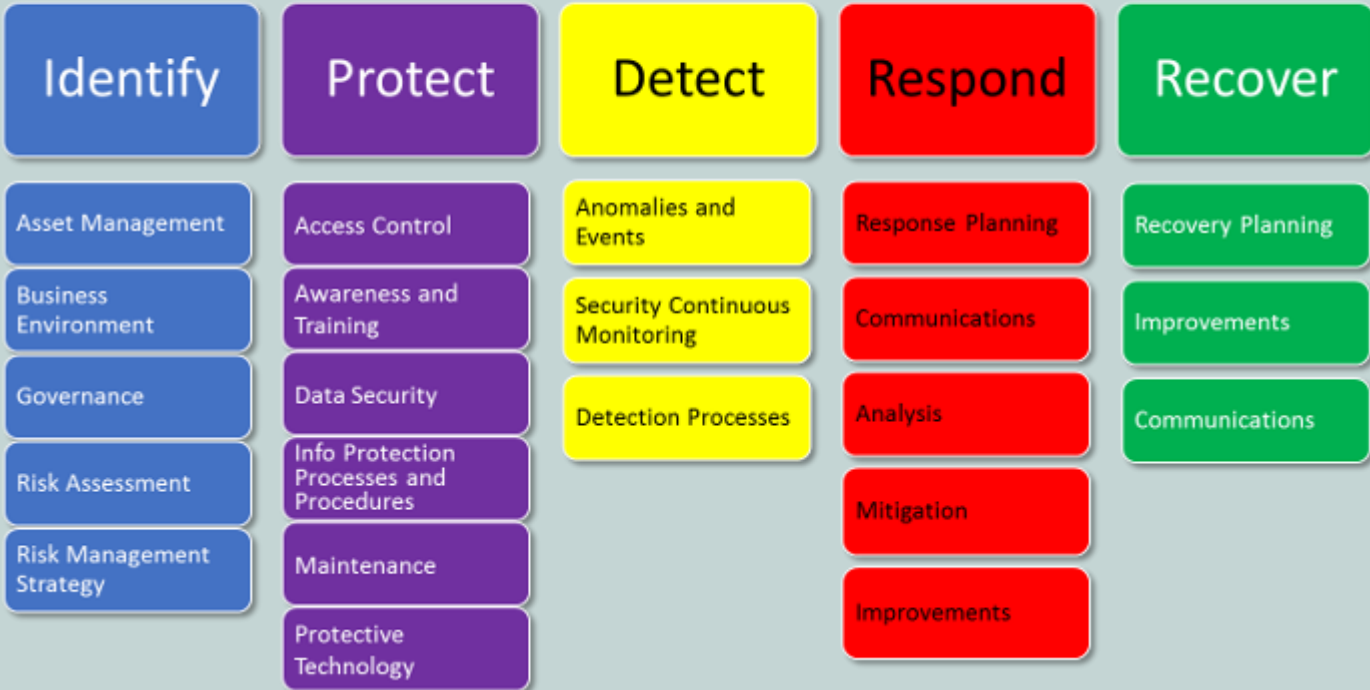 Identify
Protect
Detect
Respond
Recover
Asset Management
Business
Environment
Governance
Risk Assessment
Risk Management
Strategy
Access Control
Awareness and
Training
Data Security
Info Protection
Processes and
Procedures
Maintenance
Protective
Technology
Anomalies and
Events
Security Continuous
Monitoring
Detection Processes
Response Planning
Communications
Analysis
Mitigation
Improvements
Recovery Planning
Improvements
Communications